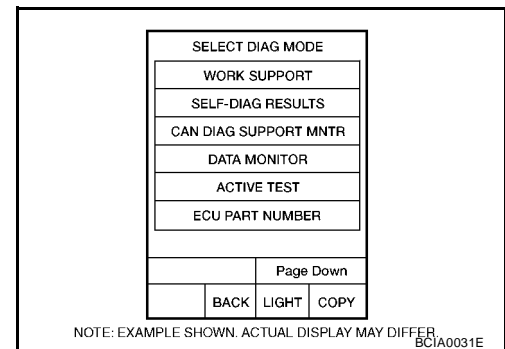 SELECT DIAG MODE
WORK SUPPORT
SELF-DIAG RESULTS
CAN DIAG SUPPORT MNTR
DATA MONITOR
ACTIVE TEST
ECU PART NUMBER
Page Down
BACK LIGHT COPY
NOTE: EXAMPLE SHOWN. ACTUAL DISPLAY MAY DIFFER.
BCIA0031E